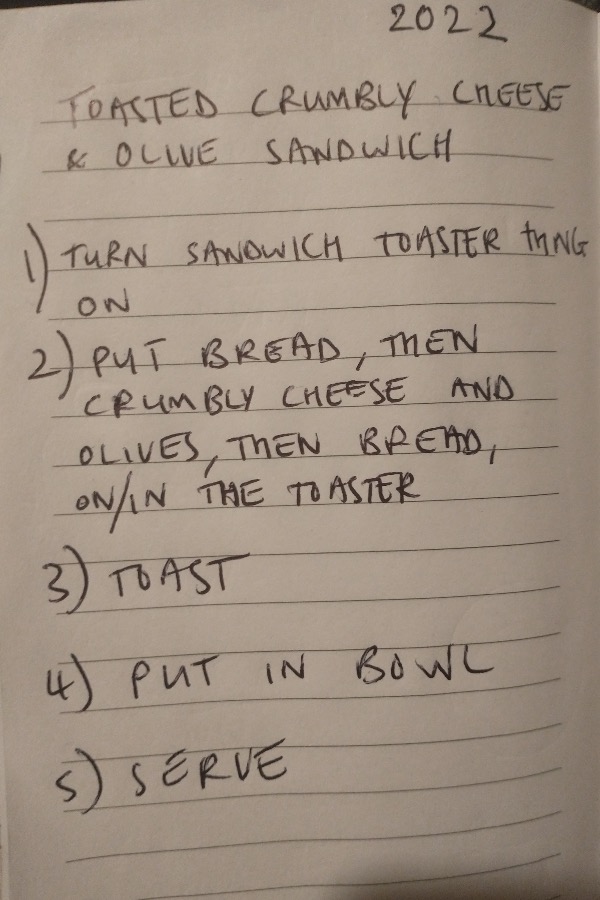 2022
TOASTED CRUMBLY CHEESE
& OLIVE SANDWICH
1) TURN SANDWICH TOASTER THING
ON
2) PUT BREAD, THEN
CRUMBLY CHEESE AND
OLIVES, THEN BREAD,
ON/IN THE TOASTER
3) TOAST
4) PUT IN BOWL
5) SERVE